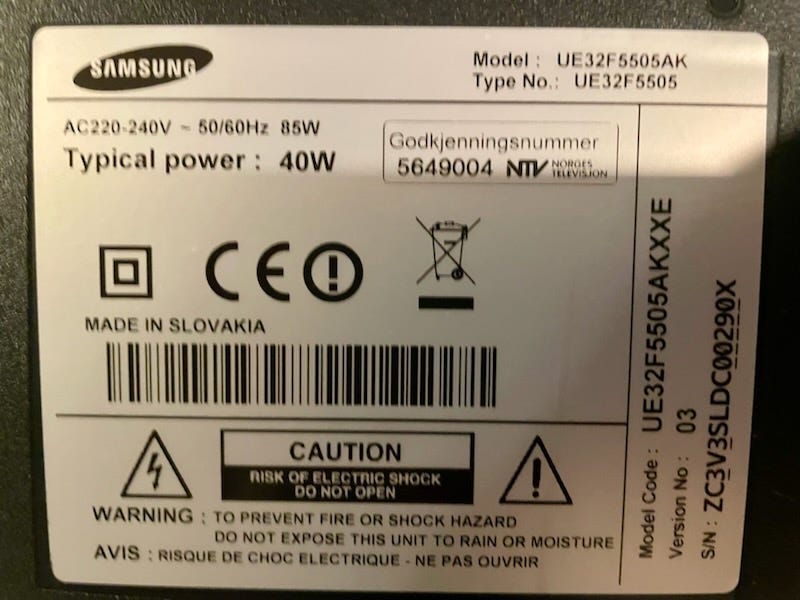 SAMSUNG
Model : UE32F5505AK
Type No.: UE32F5505
AC220-240V ~ 50/60Hz 85W
Typical power : 40W
Godkjenningsnummer
5649004 NTV NORGES TELEVISJON
CE
MADE IN SLOVAKIA
CAUTION
RISK OF ELECTRIC SHOCK
DO NOT OPEN
WARNING : TO PREVENT FIRE OR SHOCK HAZARD
DO NOT EXPOSE THIS UNIT TO RAIN OR MOISTURE
AVIS : RISQUE DE CHOC ELECTRIQUE - NE PAS OUVRIR
Model Code : UE32F5505AKXXE
Version No : 03
S/N : ZC3V3SLDC00290X